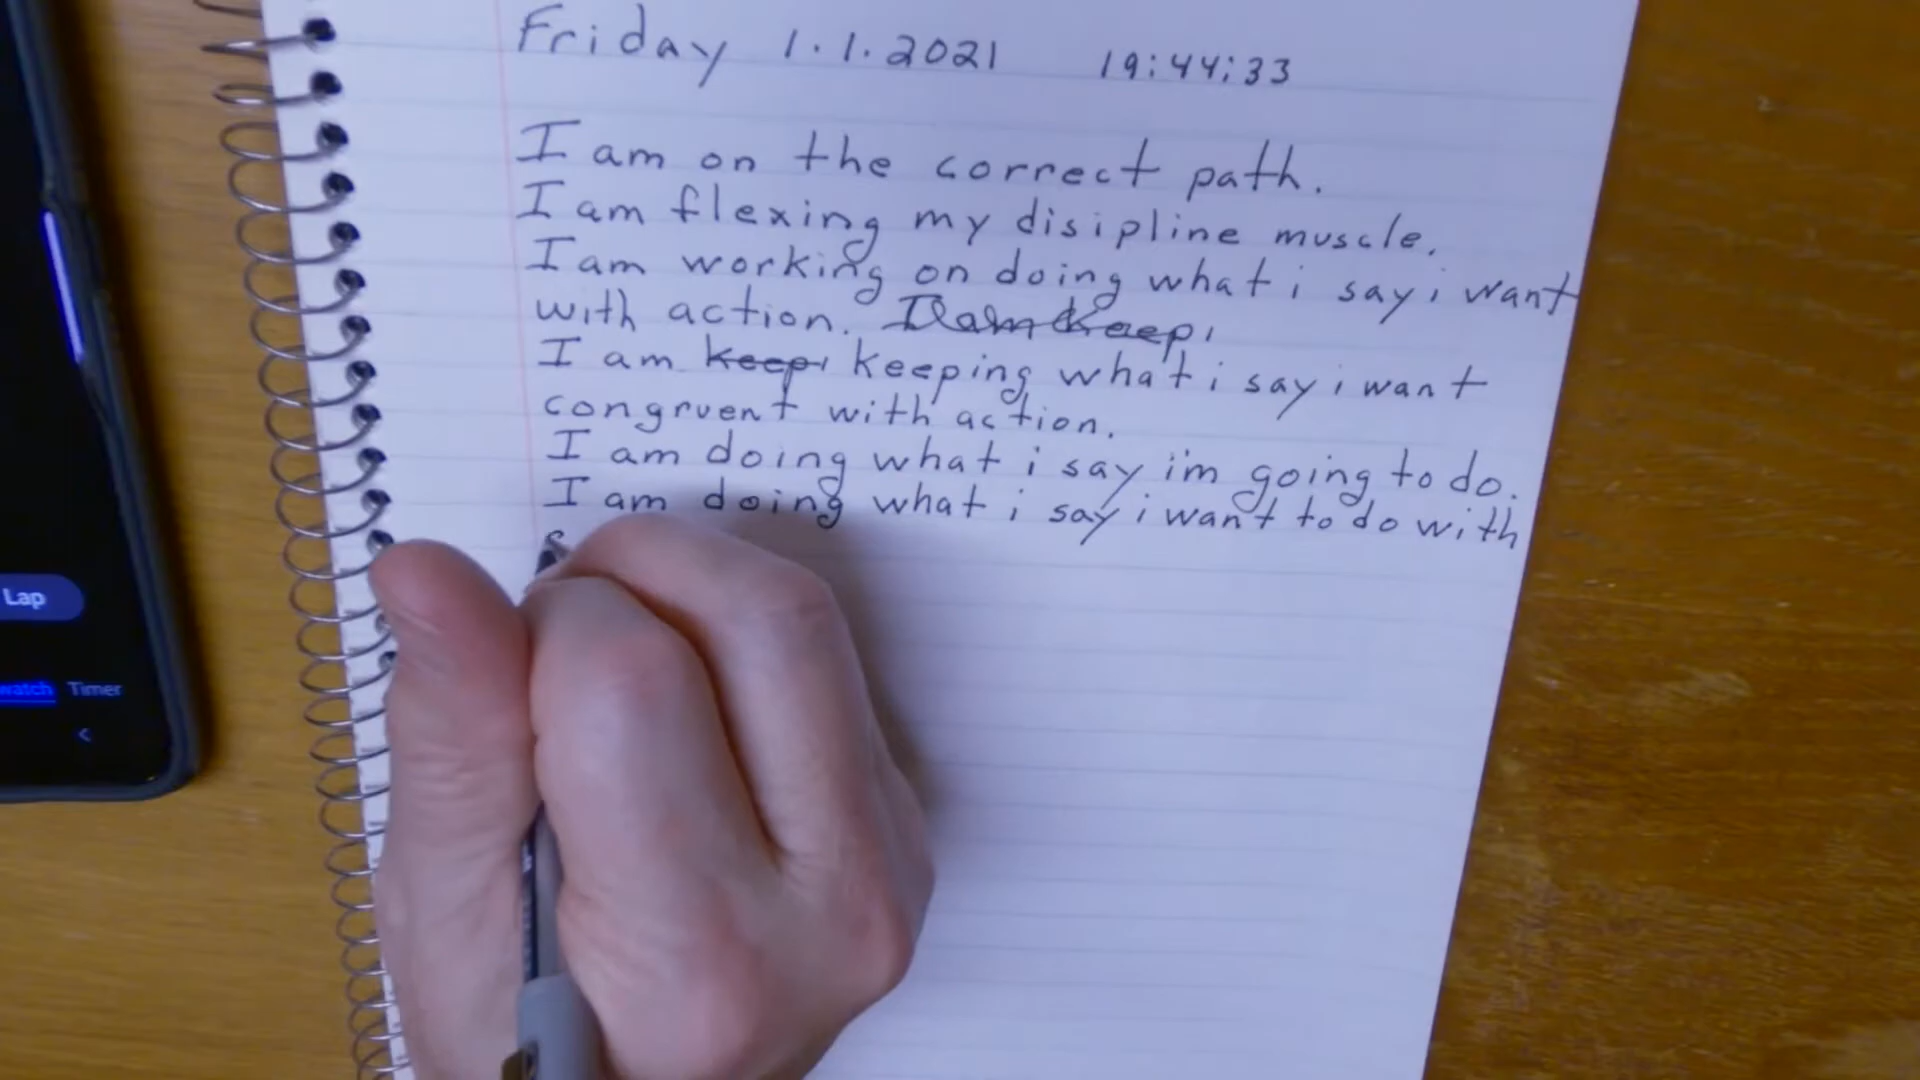 Friday 1.1.2021 19:44:33
I am on the correct path.
I am flexing my disipline muscle.
I am working on doing what i say i want
with action. I am keep
I am keep keeping what i say i want
congruent with action.
I am doing what i say i'm going to do.
I am doing what i say i want to do with
Lap
watch Timer